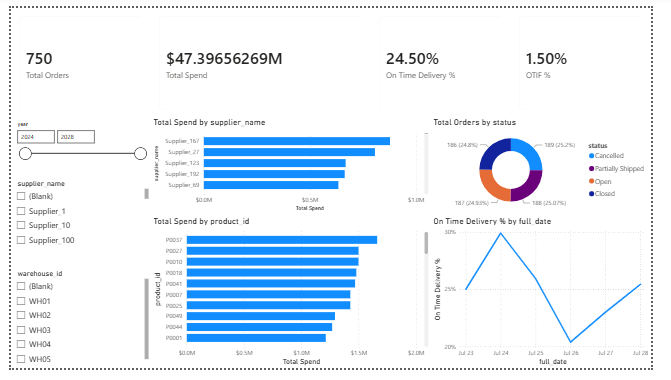 750
Total Orders
$47.39656269M
Total Spend
24.50%
On Time Delivery %
1.50%
OTIF %
year
2024
2028
supplier_name
(Blank)
Supplier_1
Supplier_10
Supplier_100
warehouse_id
(Blank)
WH01
WH02
WH03
WH04
WH05
Total Spend by supplier_name
supplier_name
Supplier_167
Supplier_27
Supplier_123
Supplier_192
Supplier_69
$0.0M
$0.5M
$1.0M
Total Spend
Total Orders by status
186 (24.8%)
189 (25.2%)
187 (24.93%)
188 (25.07%)
status
Cancelled
Partially Shipped
Open
Closed
Total Spend by product_id
product_id
P0037
P0027
P0010
P0018
P0041
P0007
P0025
P0049
P0044
P0001
$0.0M
$0.5M
$1.0M
$1.5M
$2.0M
Total Spend
On Time Delivery % by full_date
On Time Delivery %
30%
25%
20%
Jul 23
Jul 24
Jul 25
Jul 26
Jul 27
Jul 28
full_date